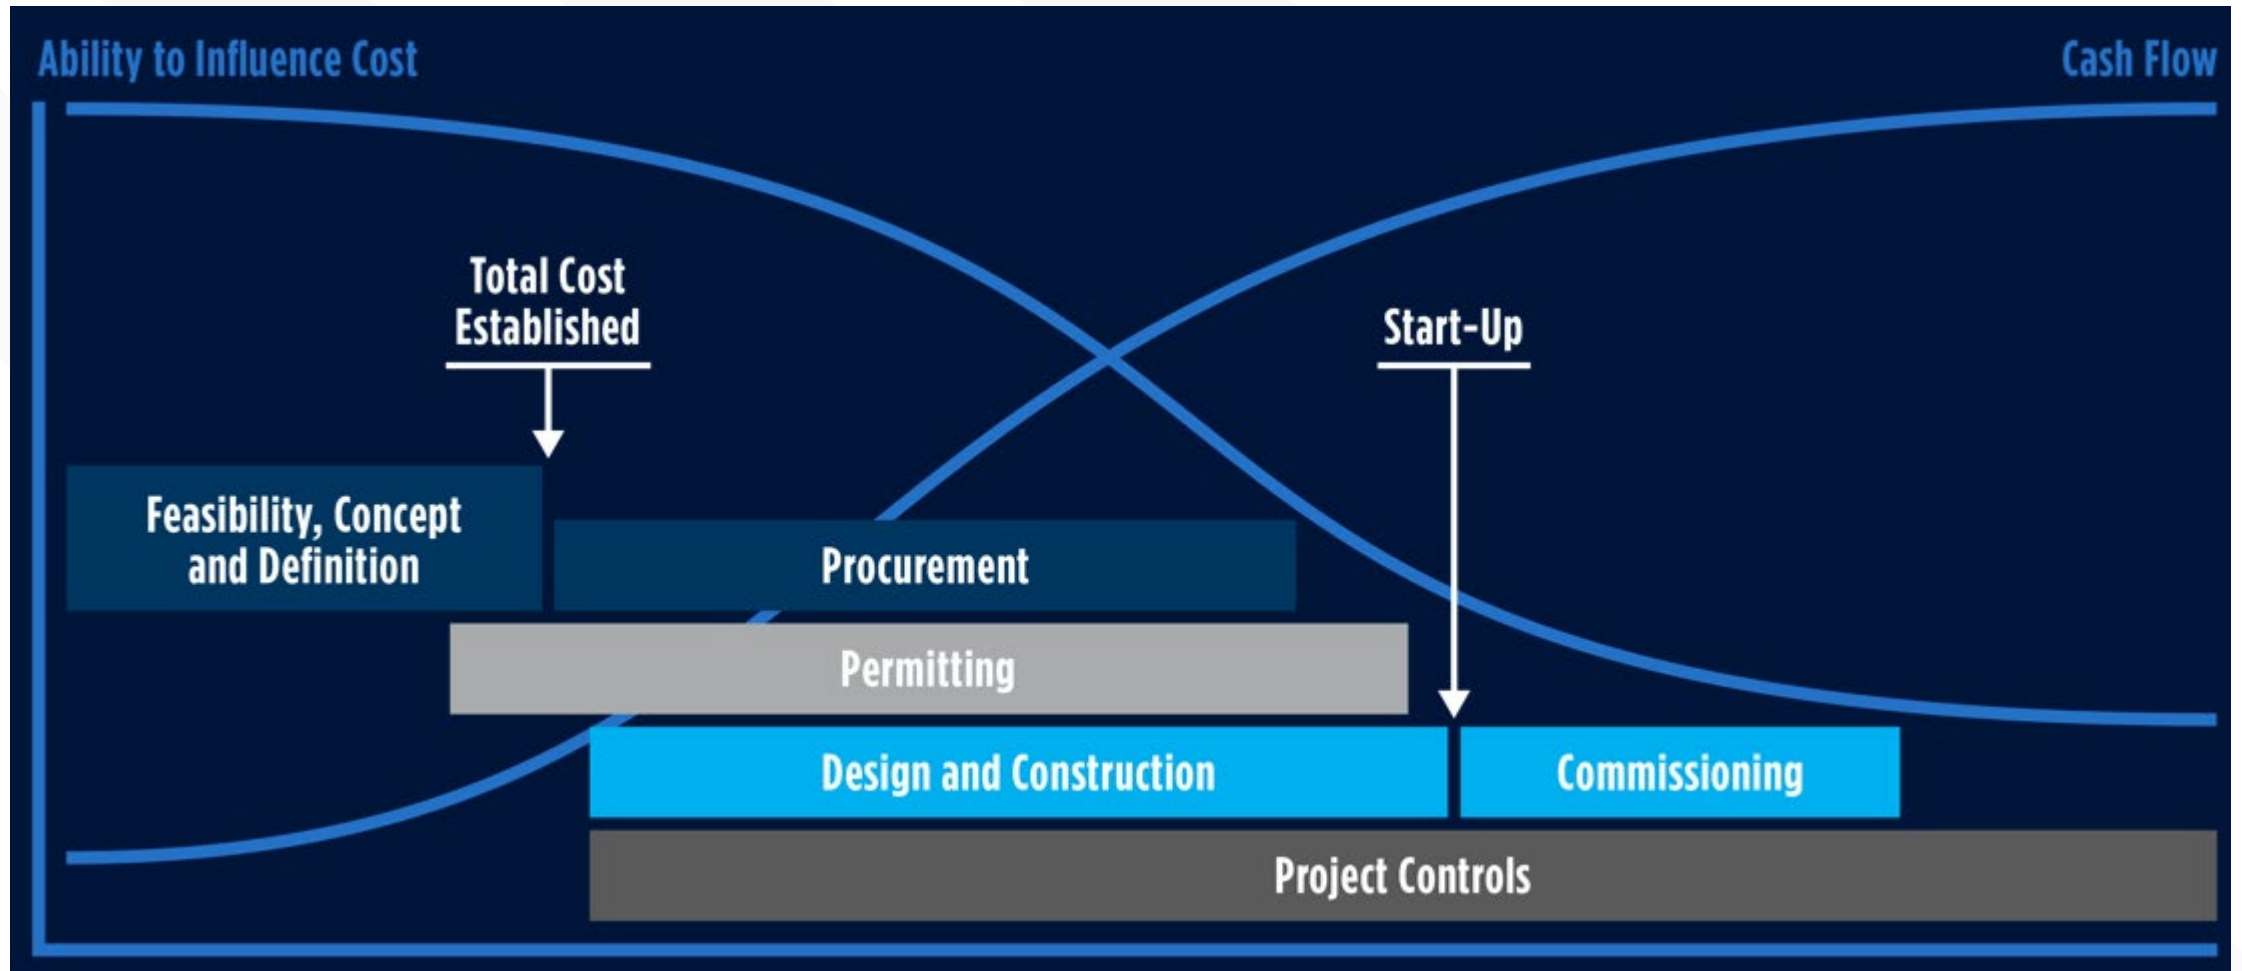 Ability to Influence Cost
Cash Flow
Total Cost
Established
Start-Up
Feasibility, Concept
and Definition
Procurement
Permitting
Design and Construction
Commissioning
Project Controls